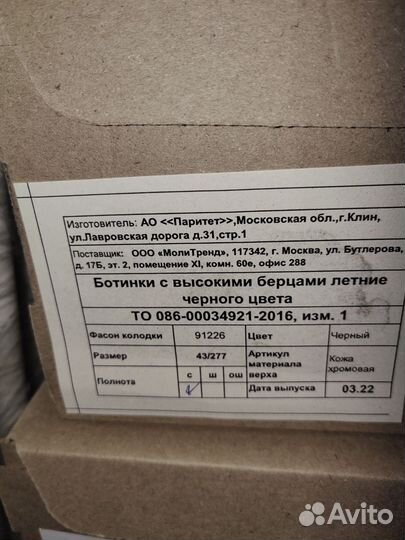 Изготовитель: АО <<Паритет>>,Московская обл.,г.Клин,
ул.Лавровская дорога д.31,стр.1
Поставщик: ООО «МолиТренд», 117342, г. Москва, ул. Бутлерова,
д. 17Б, эт. 2, помещение XI, комн. 60е, офис 288
Ботинки с высокими берцами летние
черного цвета
ТО 086-00034921-2016, изм. 1
Фасон колодки 91226 Цвет Черный
Размер 43/277 Артикул материала верха Кожа хромовая
Полнота с ш ош
Дата выпуска 03.22
Avito